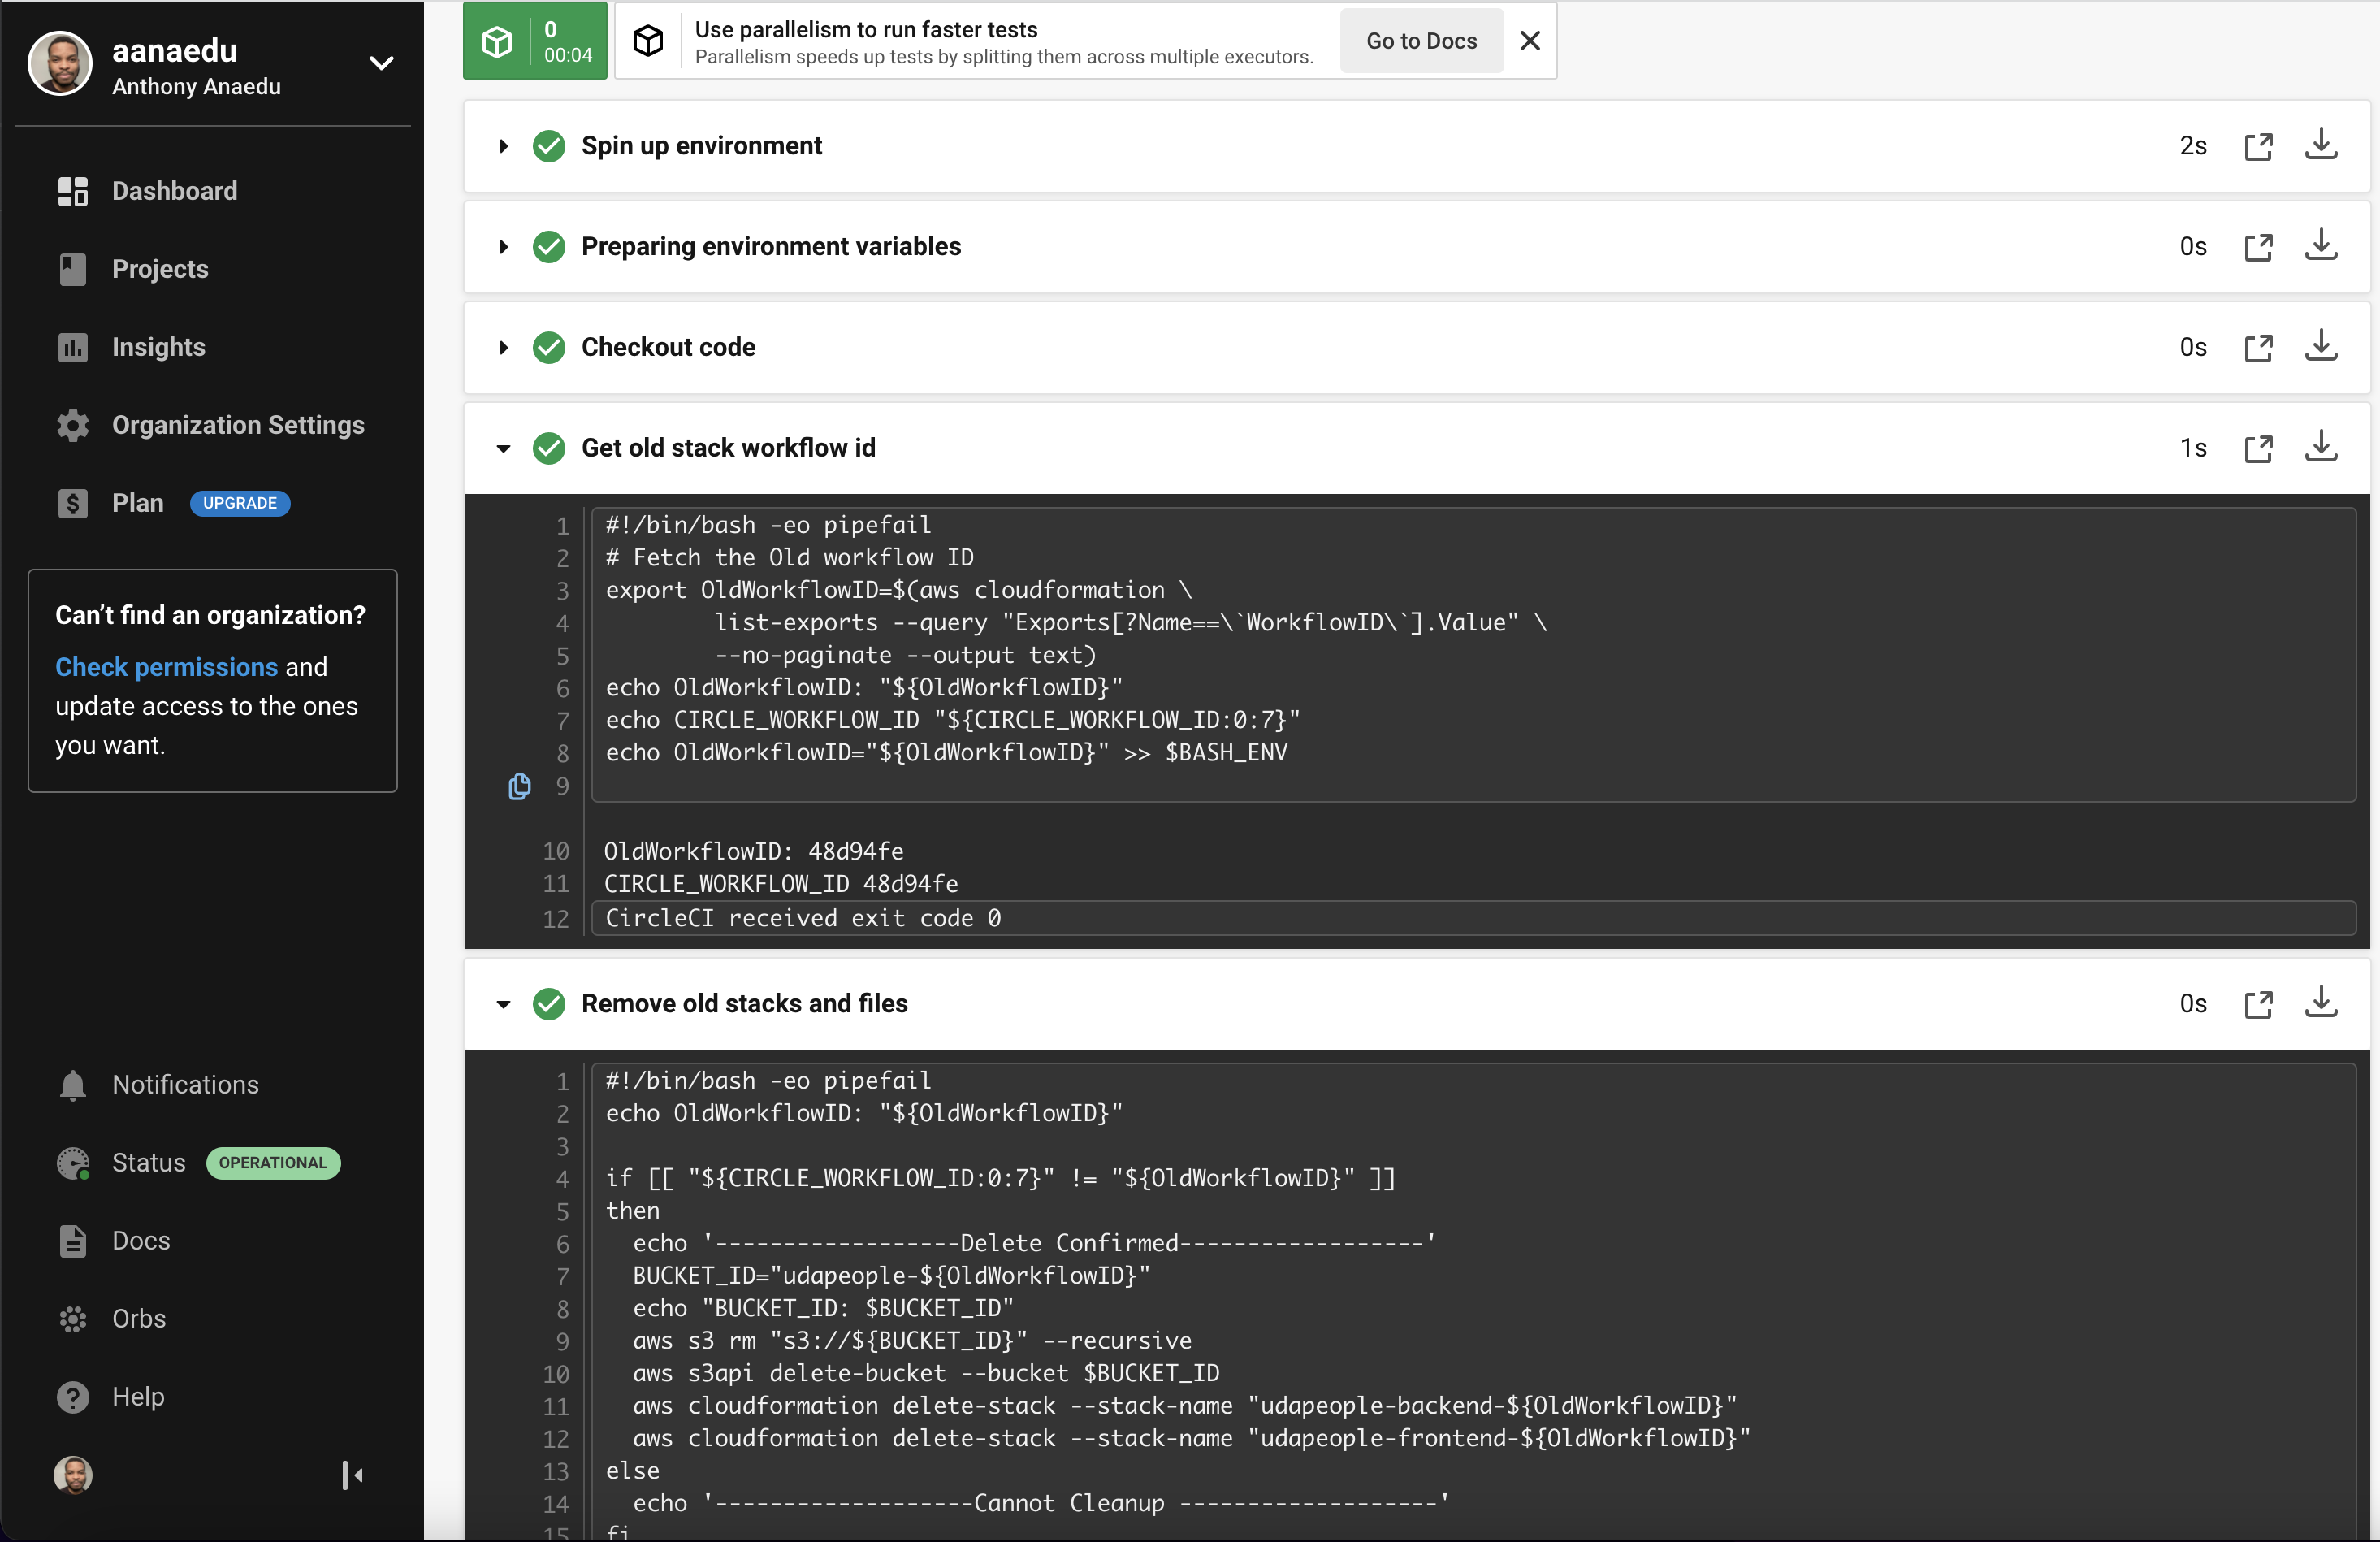 aanaedu
Anthony Anaedu
Dashboard
Projects
Insights
Organization Settings
Plan UPGRADE
Can’t find an organization?
Check permissions and
update access to the ones
you want.
Notifications
Status OPERATIONAL
Docs
Orbs
Help
0
00:04
Use parallelism to run faster tests
Parallelism speeds up tests by splitting them across multiple executors.
Go to Docs
Spin up environment 2s
Preparing environment variables 0s
Checkout code 0s
Get old stack workflow id 1s
1 #!/bin/bash -eo pipefail
2 # Fetch the Old workflow ID
3 export OldWorkflowID=$(aws cloudformation \
4         list-exports --query "Exports[?Name==\`WorkflowID\`].Value" \
5         --no-paginate --output text)
6 echo OldWorkflowID: "${OldWorkflowID}"
7 echo CIRCLE_WORKFLOW_ID "${CIRCLE_WORKFLOW_ID:0:7}"
8 echo OldWorkflowID="${OldWorkflowID}" >> $BASH_ENV
9
10 OldWorkflowID: 48d94fe
11 CIRCLE_WORKFLOW_ID 48d94fe
12 CircleCI received exit code 0
Remove old stacks and files 0s
1 #!/bin/bash -eo pipefail
2 echo OldWorkflowID: "${OldWorkflowID}"
3
4 if [[ "${CIRCLE_WORKFLOW_ID:0:7}" != "${OldWorkflowID}" ]]
5 then
6   echo '------------------Delete Confirmed------------------'
7   BUCKET_ID="udapeople-${OldWorkflowID}"
8   echo "BUCKET_ID: $BUCKET_ID"
9   aws s3 rm "s3://${BUCKET_ID}" --recursive
10   aws s3api delete-bucket --bucket $BUCKET_ID
11   aws cloudformation delete-stack --stack-name "udapeople-backend-${OldWorkflowID}"
12   aws cloudformation delete-stack --stack-name "udapeople-frontend-${OldWorkflowID}"
13 else
14   echo '-------------------Cannot Cleanup -------------------'
15 fi